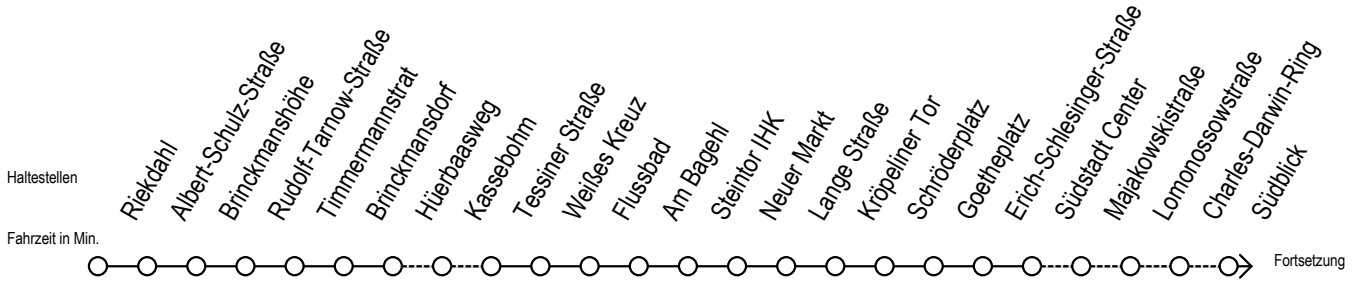 Haltestellen
Riekdahl
Albert-Schulz-Straße
Brinckmanshöhe
Rudolf-Tarnow-Straße
Timmermannstrat
Brinckmansdorf
Hüerbaasweg
Kassebohm
Tessiner Straße
Weißes Kreuz
Flussbad
Am Bagehl
Steintor IHK
Neuer Markt
Lange Straße
Kröpeliner Tor
Schröderplatz
Goetheplatz
Erich-Schlesinger-Straße
Südstadt Center
Majakowskistraße
Lomonossowstraße
Charles-Darwin-Ring
Südblick
Fahrzeit in Min.
Fortsetzung